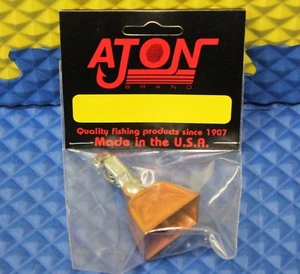 AJON
BRAND
Quality fishing products since 1907
Made in the U.S.A.